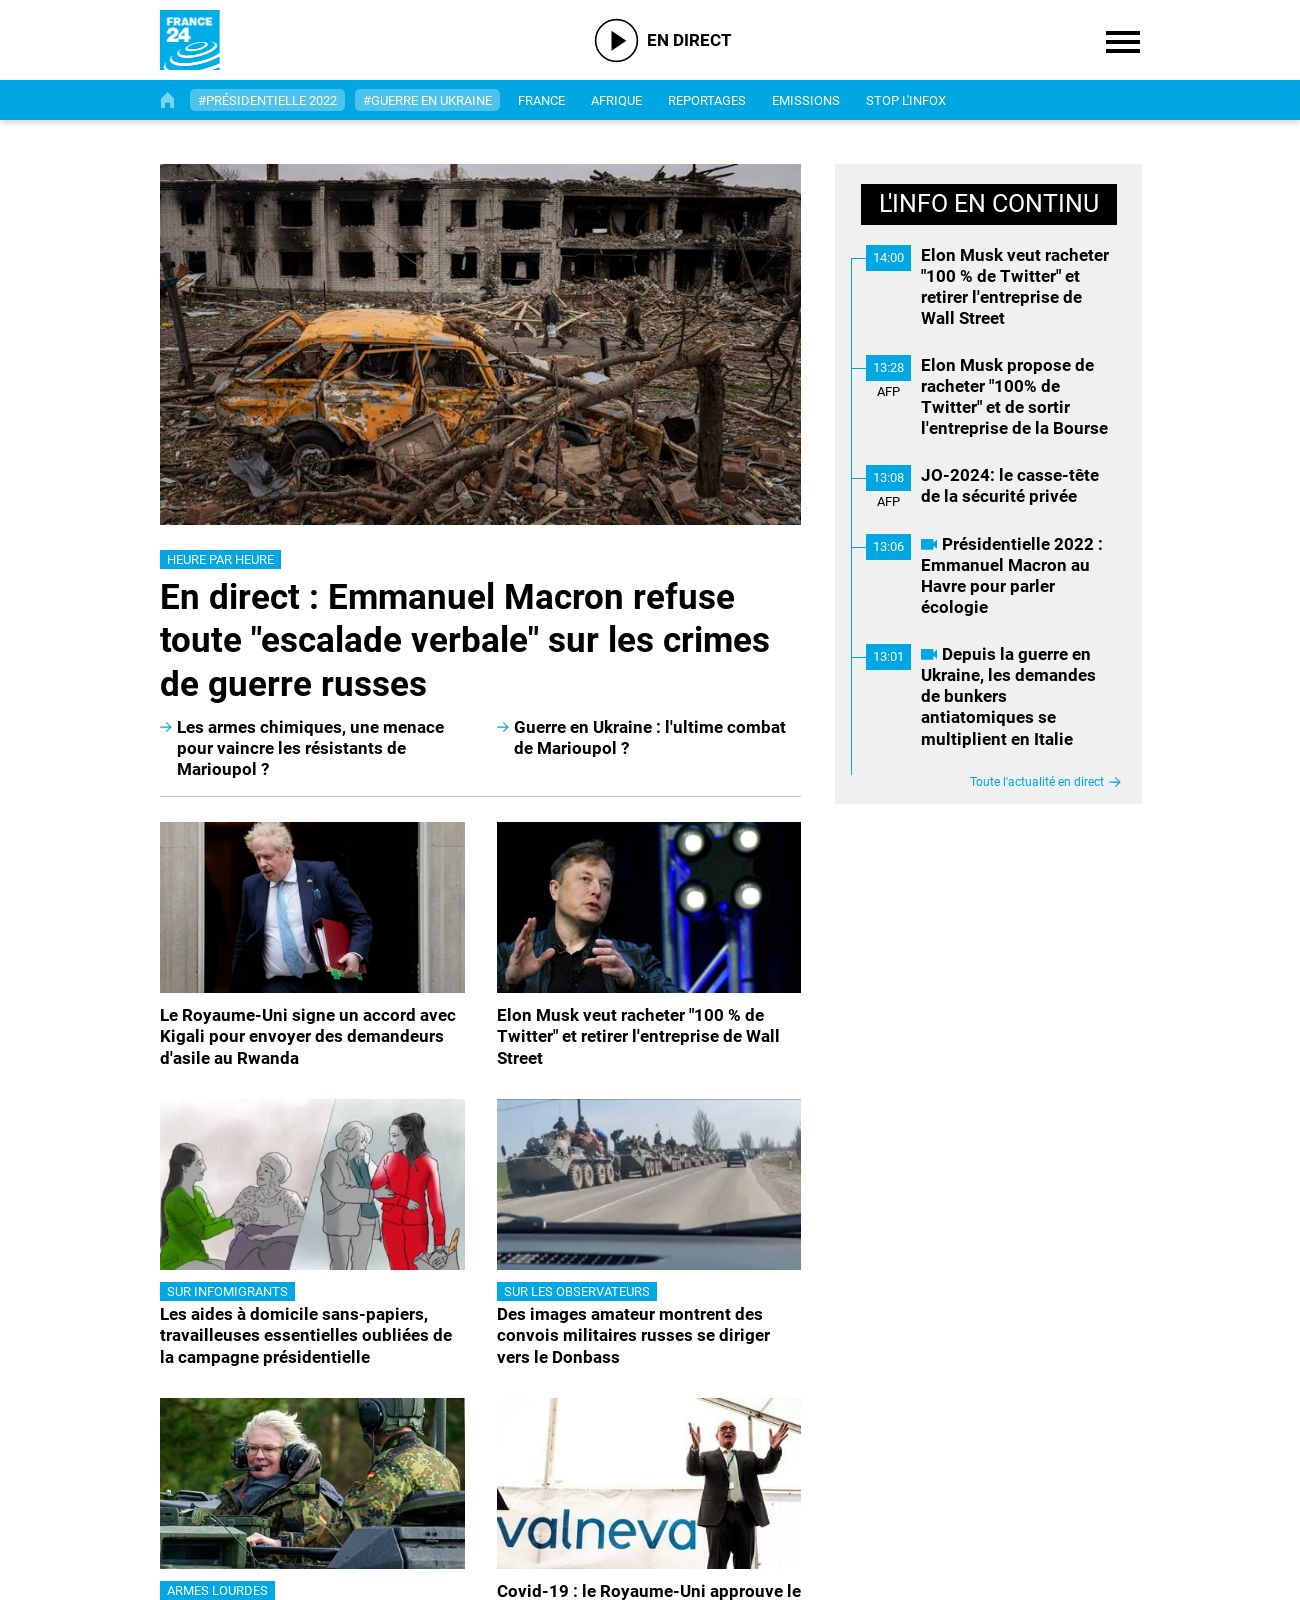 FRANCE
24
EN DIRECT
#PRÉSIDENTIELLE 2022
#GUERRE EN UKRAINE
FRANCE
AFRIQUE
REPORTAGES
EMISSIONS
STOP L'INFOX
HEURE PAR HEURE
En direct : Emmanuel Macron refuse
toute "escalade verbale" sur les crimes
de guerre russes
Les armes chimiques, une menace
pour vaincre les résistants de
Marioupol ?
Guerre en Ukraine : l'ultime combat
de Marioupol ?
L'INFO EN CONTINU
14:00
Elon Musk veut racheter
"100 % de Twitter" et
retirer l'entreprise de
Wall Street
13:28
AFP
Elon Musk propose de
racheter "100% de
Twitter" et de sortir
l'entreprise de la Bourse
13:08
AFP
JO-2024: le casse-tête
de la sécurité privée
13:06
Présidentielle 2022 :
Emmanuel Macron au
Havre pour parler
écologie
13:01
Depuis la guerre en
Ukraine, les demandes
de bunkers
antiatomiques se
multiplient en Italie
Toute l'actualité en direct
Le Royaume-Uni signe un accord avec
Kigali pour envoyer des demandeurs
d'asile au Rwanda
Elon Musk veut racheter "100 % de
Twitter" et retirer l'entreprise de Wall
Street
SUR INFOMIGRANTS
Les aides à domicile sans-papiers,
travailleuses essentielles oubliées de
la campagne présidentielle
SUR LES OBSERVATEURS
Des images amateur montrent des
convois militaires russes se diriger
vers le Donbass
ARMES LOURDES
valneva
Covid-19 : le Royaume-Uni approuve le